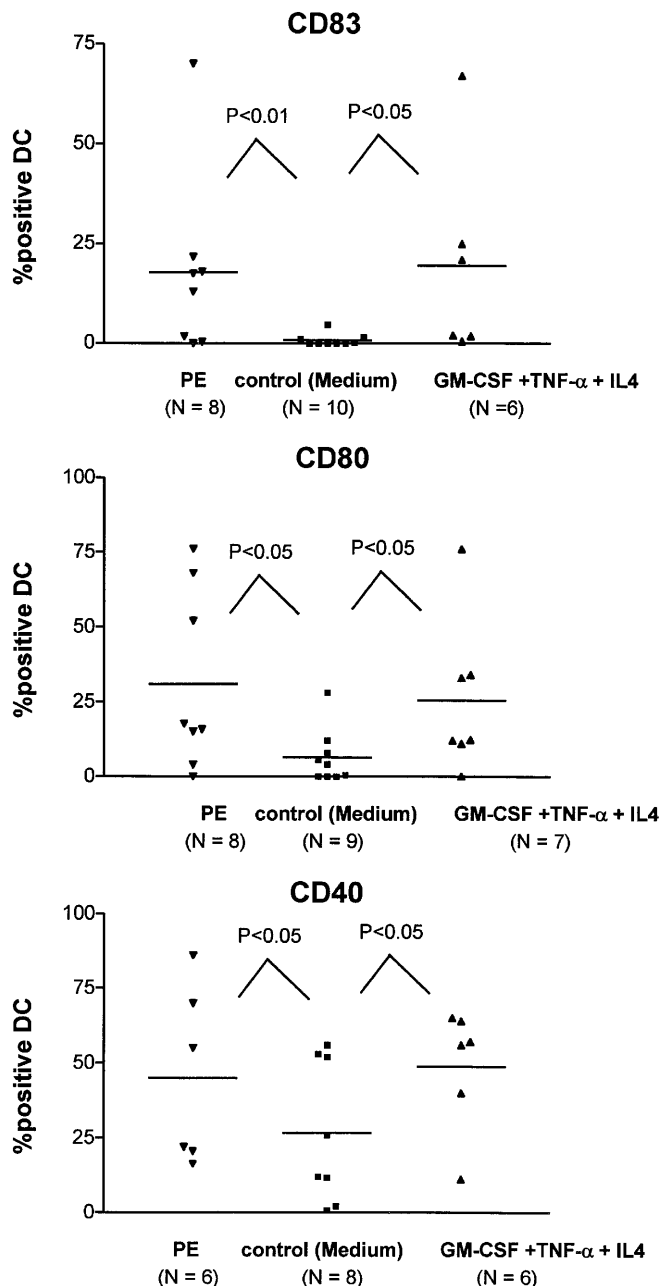 CD83
75
50
25
0
%positive DC
P<0.01 P<0.05
PE control (Medium) GM-CSF +TNF-α + IL4
(N = 8) (N = 10) (N =6)
CD80
100
75
50
25
0
%positive DC
P<0.05 P<0.05
PE control (Medium) GM-CSF +TNF-α + IL4
(N = 8) (N = 9) (N = 7)
CD40
100
75
50
25
0
%positive DC
P<0.05 P<0.05
PE control (Medium) GM-CSF +TNF-α + IL4
(N = 6) (N = 8) (N = 6)